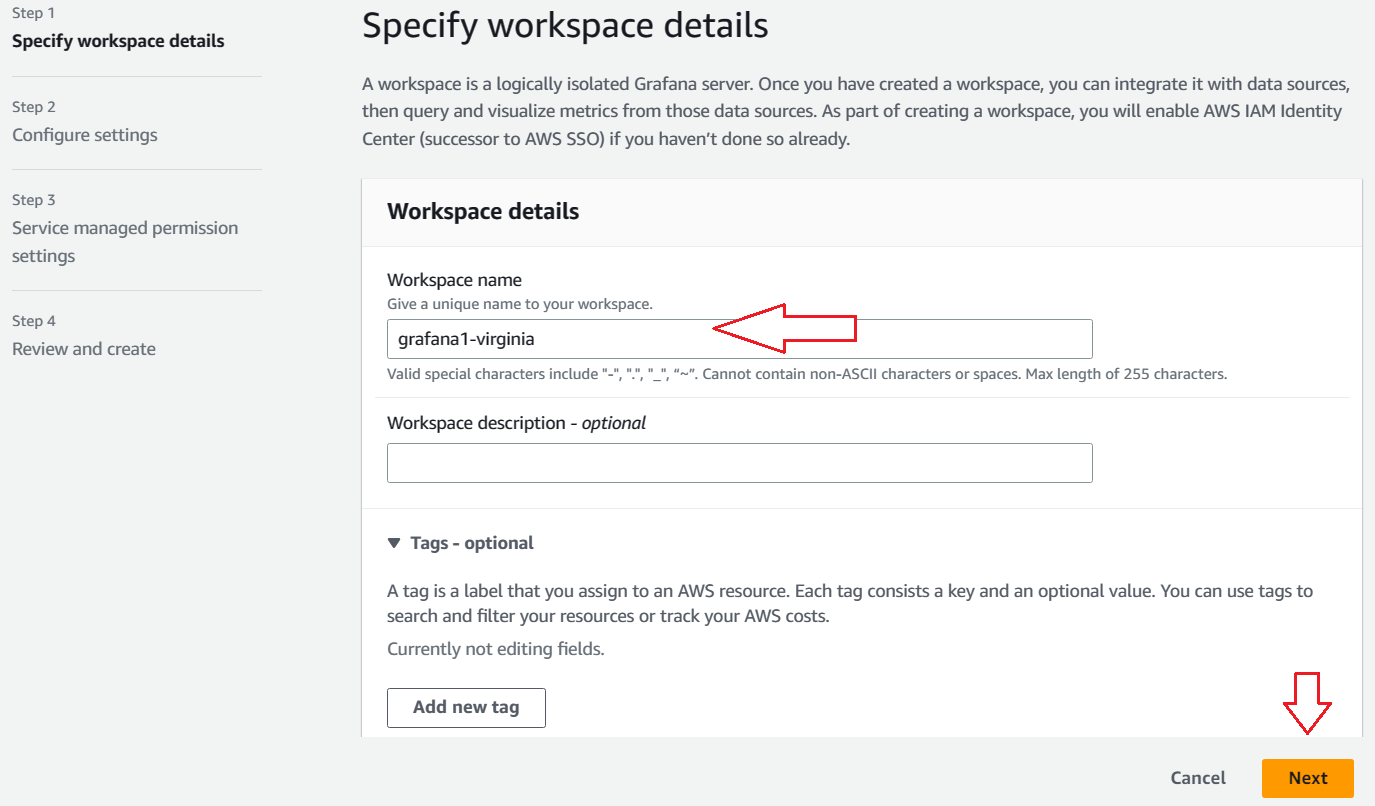 Step 1
Specify workspace details
Step 2
Configure settings
Step 3
Service managed permission
settings
Step 4
Review and create
Specify workspace details
A workspace is a logically isolated Grafana server. Once you have created a workspace, you can integrate it with data sources,
then query and visualize metrics from those data sources. As part of creating a workspace, you will enable AWS IAM Identity
Center (successor to AWS SSO) if you haven’t done so already.
Workspace details
Workspace name
Give a unique name to your workspace.
grafana1-virginia
Valid special characters include "-", ".", "_", “~”. Cannot contain non-ASCII characters or spaces. Max length of 255 characters.
Workspace description - optional
Tags - optional
A tag is a label that you assign to an AWS resource. Each tag consists a key and an optional value. You can use tags to
search and filter your resources or track your AWS costs.
Currently not editing fields.
Add new tag
Cancel
Next